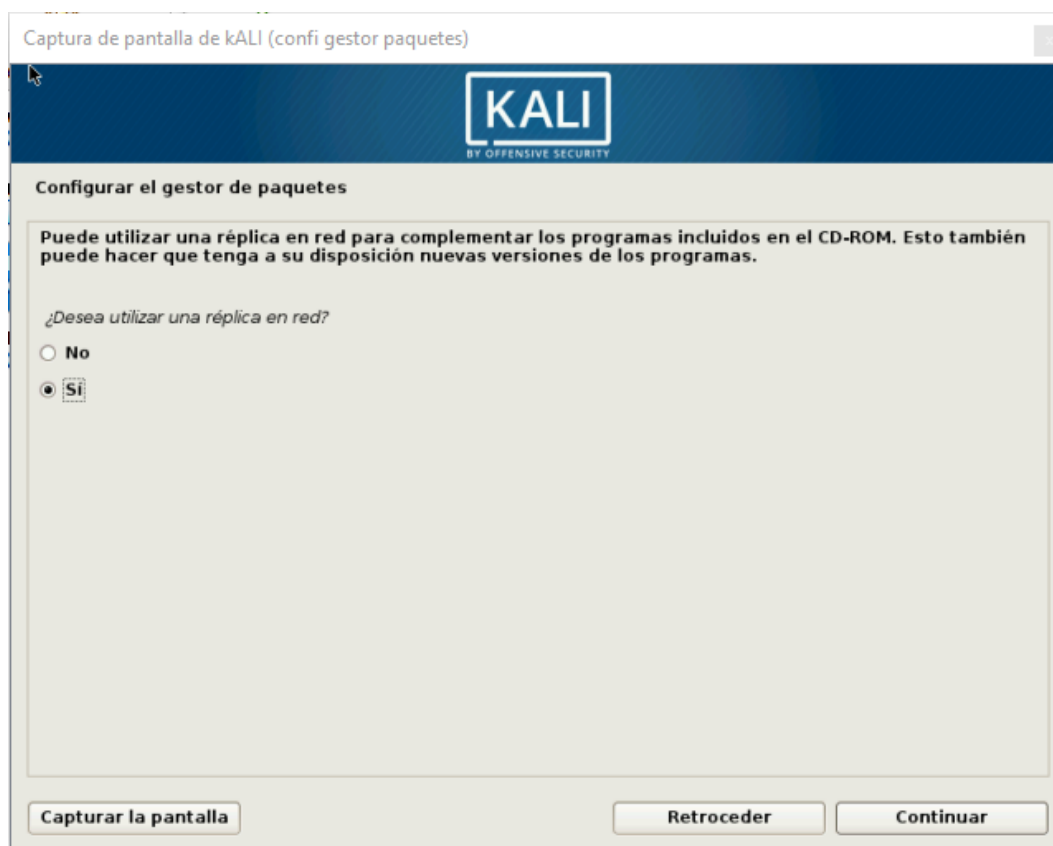 Captura de pantalla de kALI (confi gestor paquetes)
KALI
BY OFFENSIVE SECURITY
Configurar el gestor de paquetes
Puede utilizar una réplica en red para complementar los programas incluidos en el CD-ROM. Esto también
puede hacer que tenga a su disposición nuevas versiones de los programas.
¿Desea utilizar una réplica en red?
No
Sí
Capturar la pantalla
Retroceder
Continuar